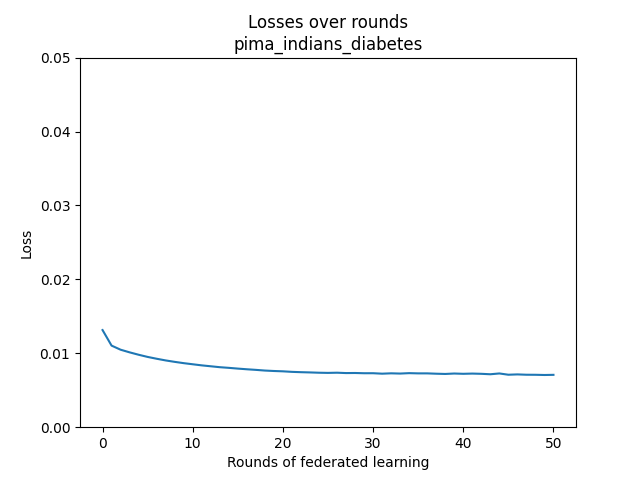 Losses over rounds
pima_indians_diabetes
0.05
0.04
0.03
0.02
0.01
0.00
Loss
0 10 20 30 40 50
Rounds of federated learning